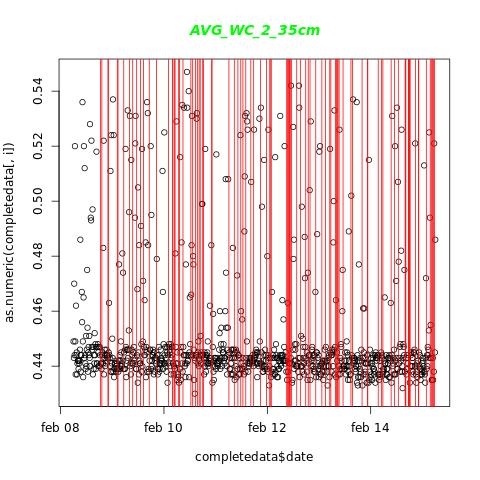 AVG_WC_2_35cm
as.numeric(completedata[, i])
0.54
0.52
0.50
0.48
0.46
0.44
feb 08
feb 10
feb 12
feb 14
completedata$date